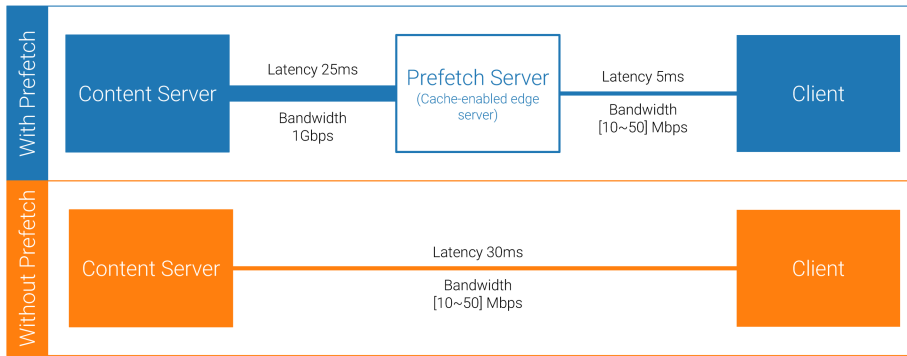 With Prefetch
Content Server
Latency 25ms
Bandwidth
1Gbps
Prefetch Server
(Cache-enabled edge
server)
Latency 5ms
Bandwidth
[10~50] Mbps
Client
Without Prefetch
Content Server
Latency 30ms
Bandwidth
[10~50] Mbps
Client